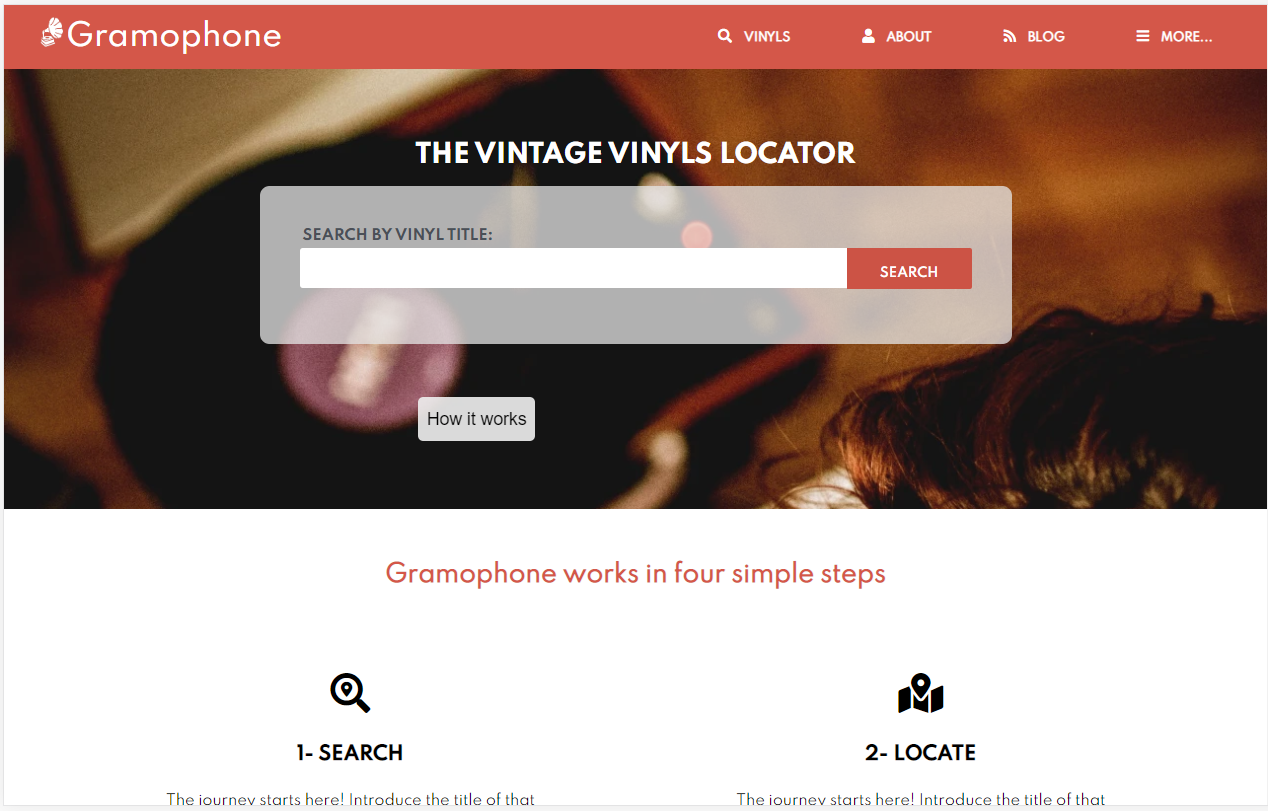 Gramophone
VINYLS
ABOUT
BLOG
MORE...
THE VINTAGE VINYLS LOCATOR
SEARCH BY VINYL TITLE:
SEARCH
How it works
Gramophone works in four simple steps
1- SEARCH
2- LOCATE
The journey starts here! Introduce the title of that
The journey starts here! Introduce the title of that